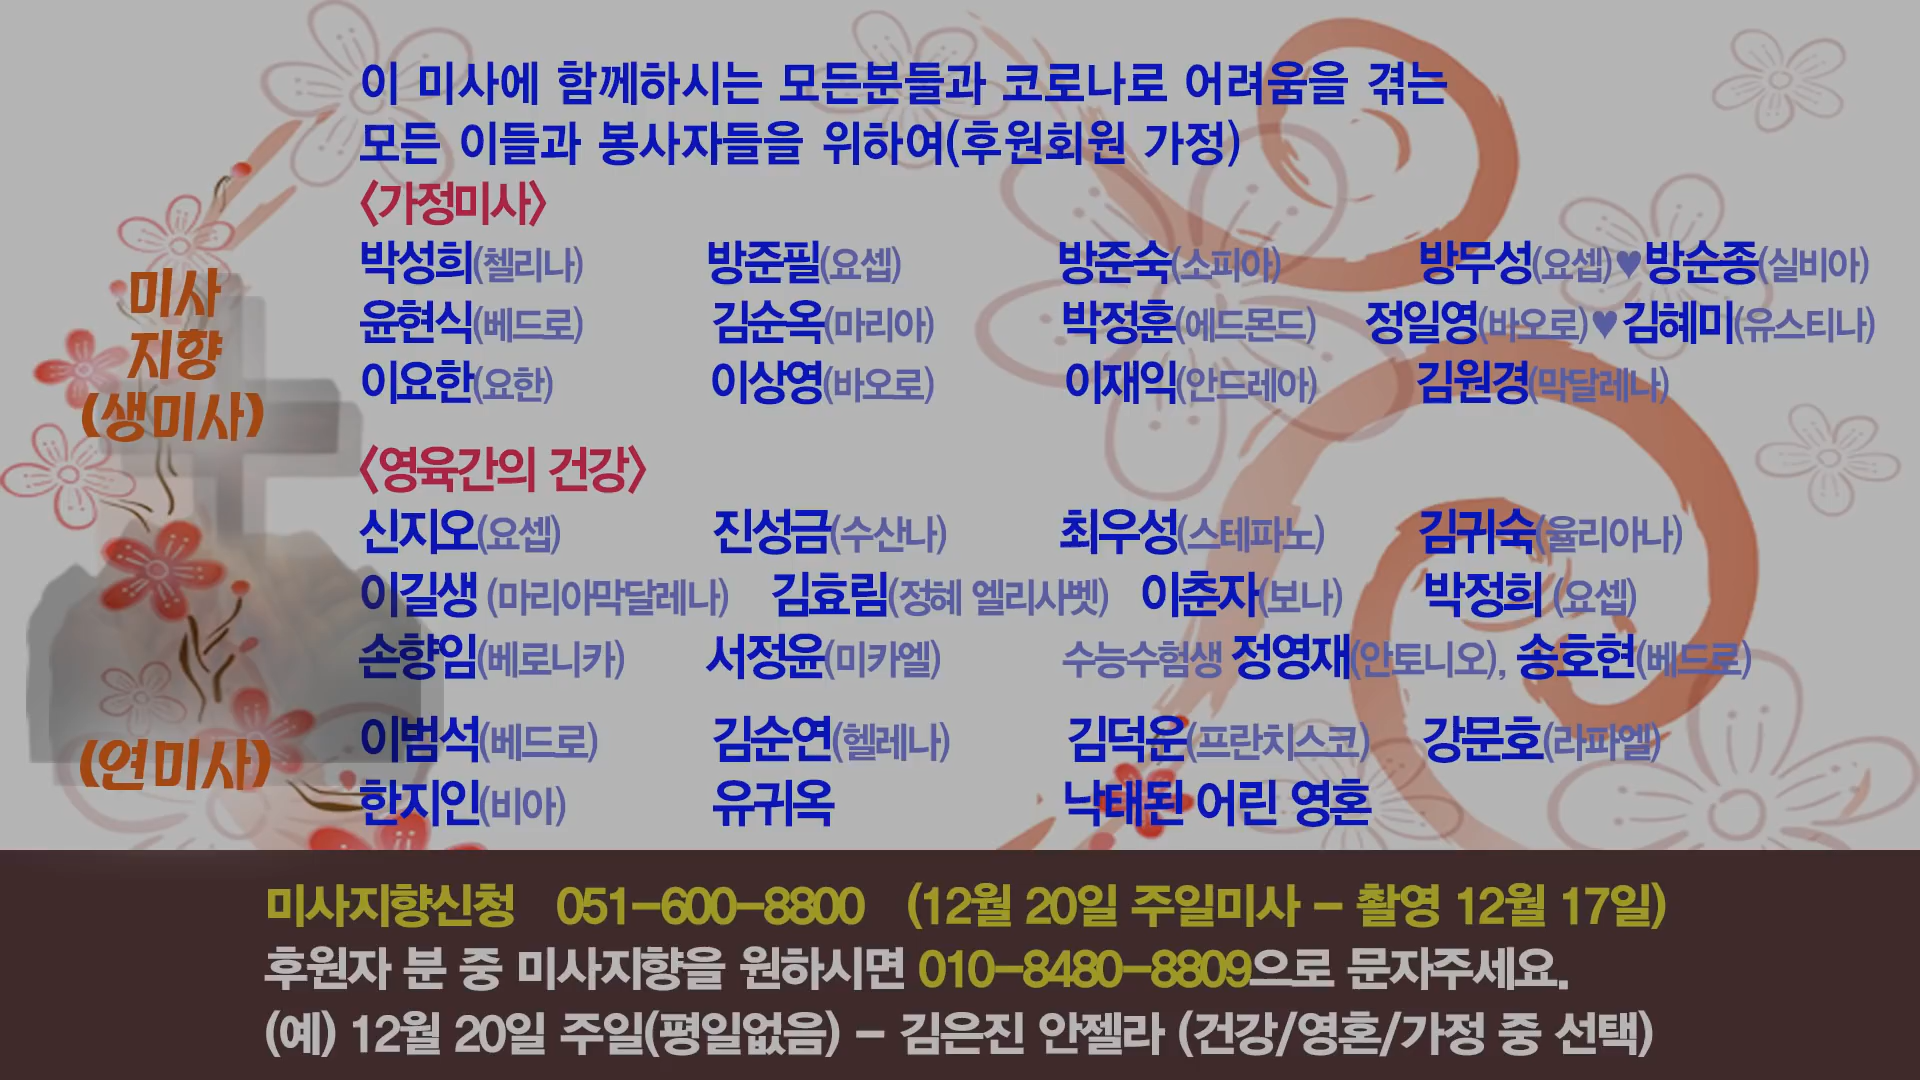 이 미사에 함께하시는 모든분들과 코로나로 어려움을 겪는
모든 이들과 봉사자들을 위하여(후원회원 가정)
<가정미사>
미사
지향
(생미사)
박성희(첼리나) 방준필(요셉) 방준숙(소피아) 방무성(요셉)♥방순종(실비아)
윤현식(베드로) 김순옥(마리아) 박정훈(에드몬드) 정일영(바오로)♥김혜미(유스티나)
이요한(요한) 이상영(바오로) 이재익(안드레아) 김원경(막달레나)
<영육간의 건강>
신지오(요셉) 진성금(수산나) 최우성(스테파노) 김귀숙(율리아나)
이길생 (마리아막달레나) 김효림(정혜 엘리사벳) 이춘자(보나) 박정희 (요셉)
손향임(베로니카) 서정윤(미카엘) 수능수험생 정영재(안토니오), 송호현(베드로)
(연미사)
이범석(베드로) 김순연(헬레나) 김덕운(프란치스코) 강문호(라파엘)
한지인(비아) 유귀옥 낙태된 어린 영혼
미사지향신청 051-600-8800 (12월 20일 주일미사 - 촬영 12월 17일)
후원자 분 중 미사지향을 원하시면 010-8480-8809으로 문자주세요.
(예) 12월 20일 주일(평일없음) - 김은진 안젤라 (건강/영혼/가정 중 선택)